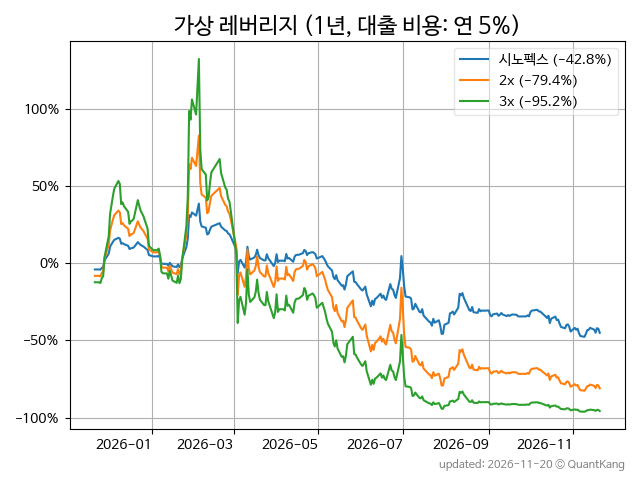 가상 레버리지 (1년, 대출 비용: 연 5%)
시노펙스 (-42.8%)
2x (-79.4%)
3x (-95.2%)
100%
50%
0%
−50%
−100%
2026-01 2026-03 2026-05 2026-07 2026-09 2026-11
updated: 2026-11-20 © QuantKang